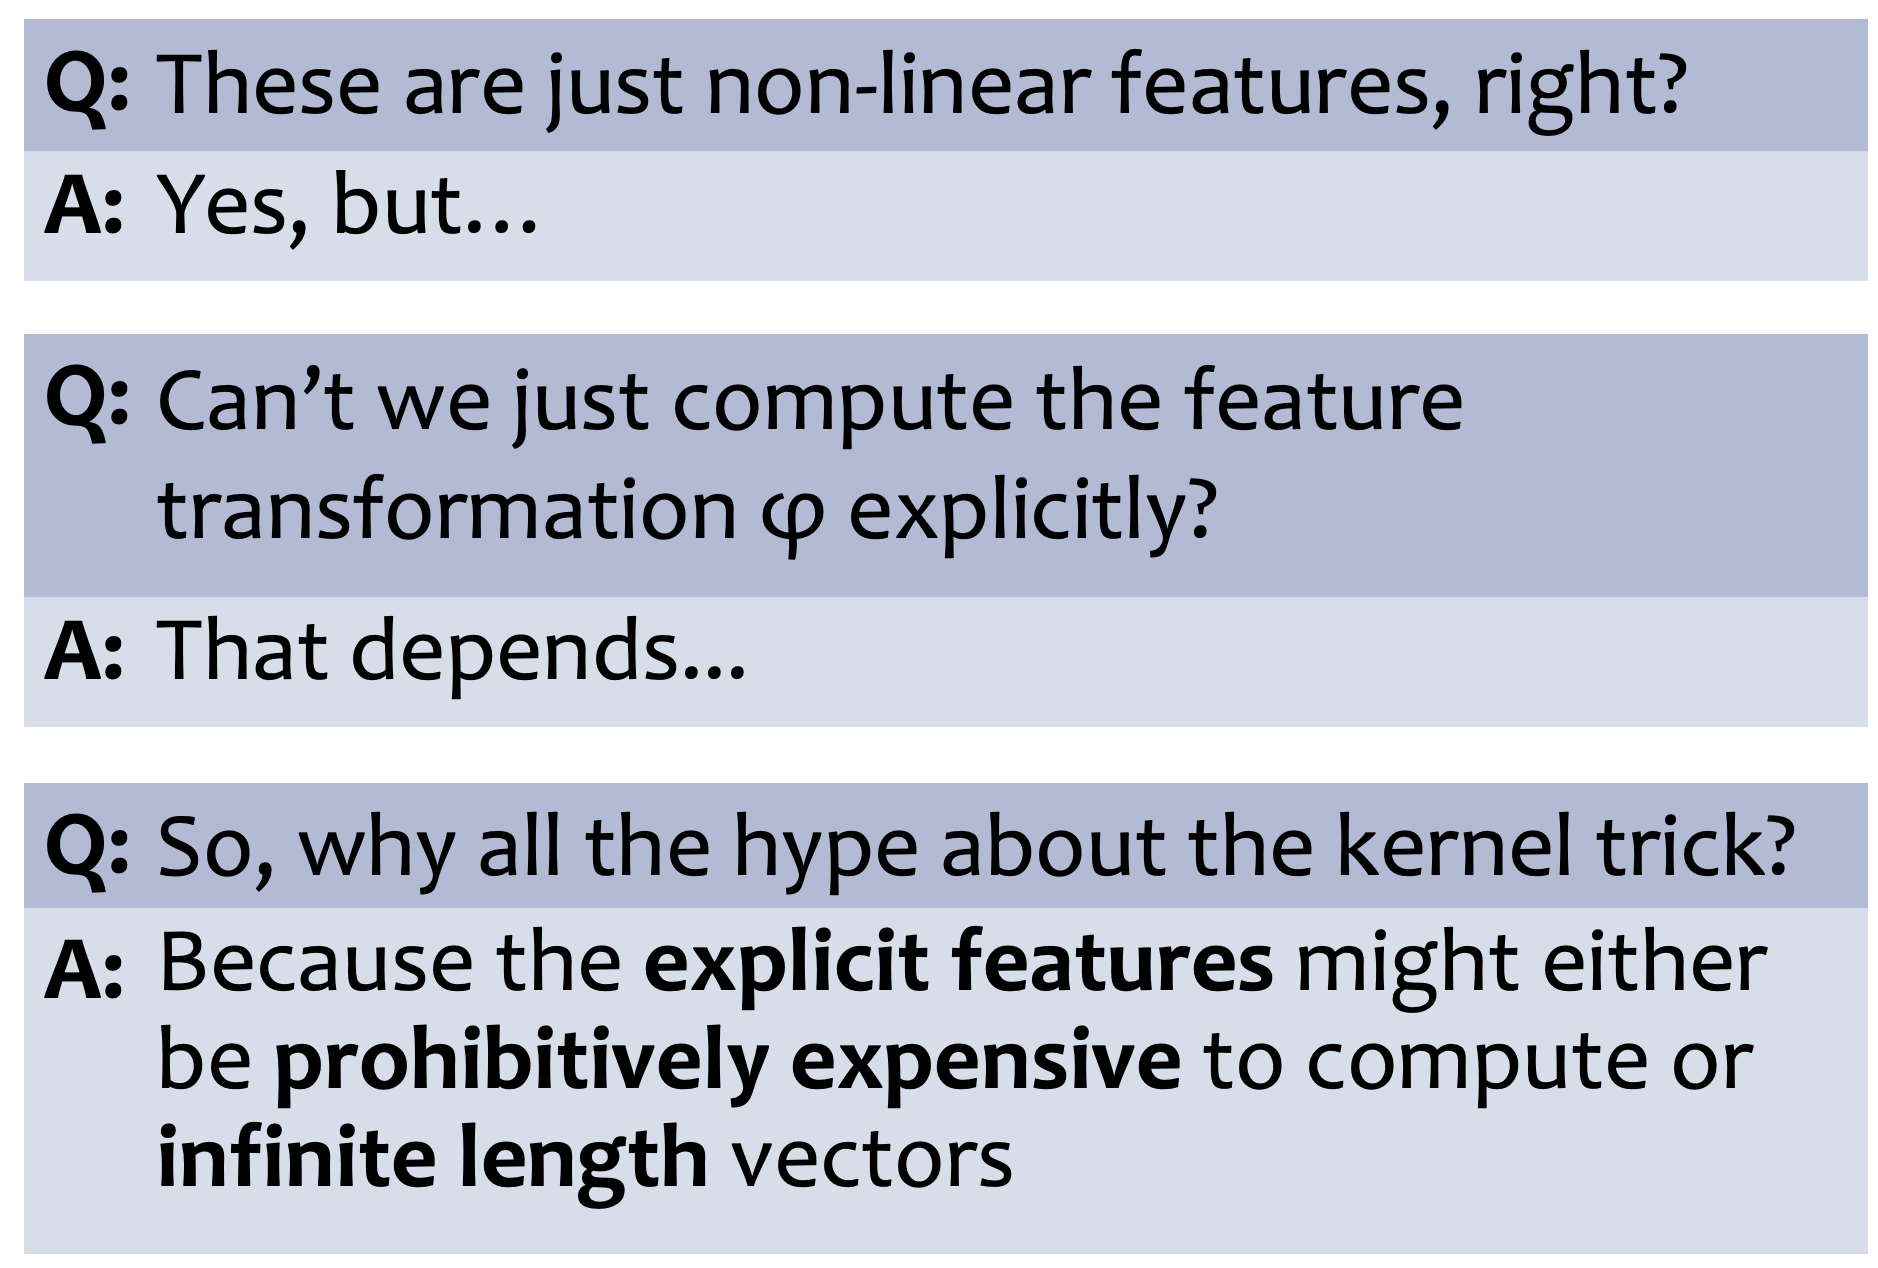 Q: These are just non-linear features, right?
A: Yes, but…
Q: Can’t we just compute the feature
transformation φ explicitly?
A: That depends...
Q: So, why all the hype about the kernel trick?
A: Because the explicit features might either
be prohibitively expensive to compute or
infinite length vectors